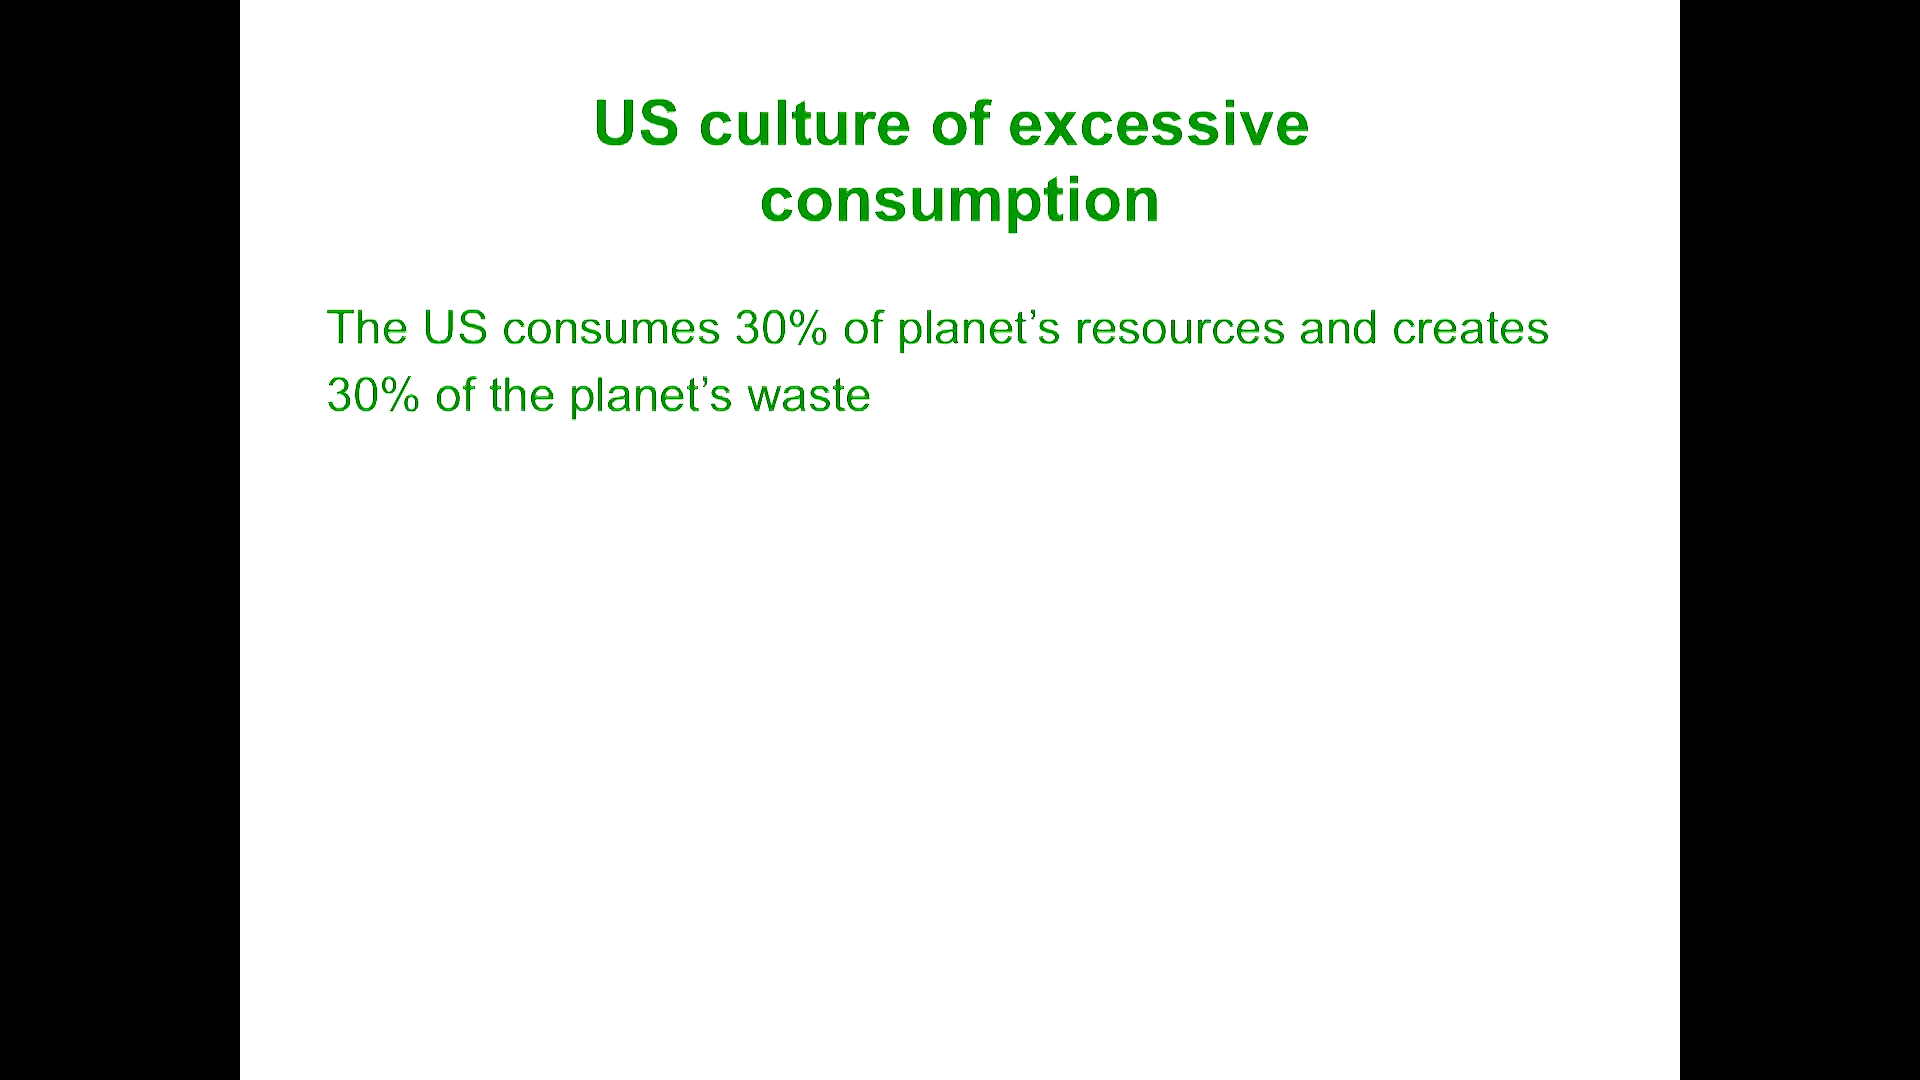 US culture of excessive
consumption
The US consumes 30% of planet’s resources and creates
30% of the planet’s waste